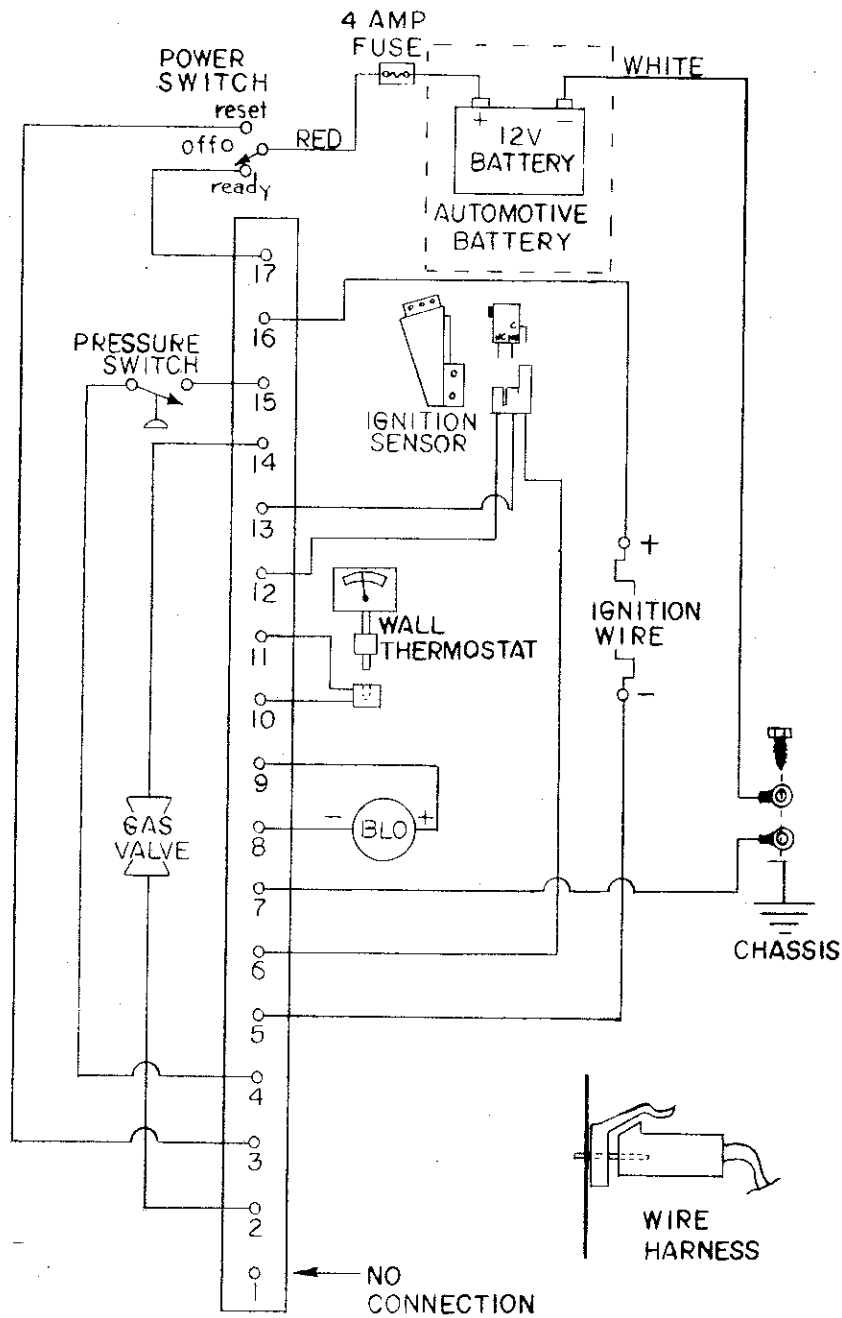 4 AMP
FUSE
POWER
SWITCH
reset
off
RED
ready
WHITE
+
-
12V
BATTERY
AUTOMOTIVE
BATTERY
17
16
PRESSURE
SWITCH
15
IGNITION
SENSOR
14
13
12
WALL
THERMOSTAT
11
10
+
IGNITION
WIRE
-
9
8
-
BLO
+
GAS
VALVE
7
CHASSIS
6
5
4
3
2
1
NO
CONNECTION
WIRE
HARNESS